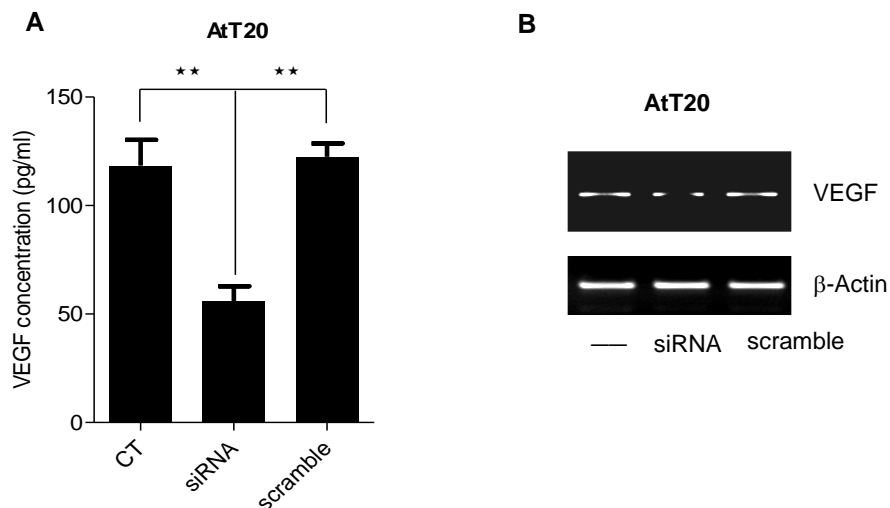 A
AtT20
★★ ★★
VEGF concentration (pg/ml)
150
100
50
0
CT
siRNA
scramble
B
AtT20
VEGF
β-Actin
— siRNA scramble